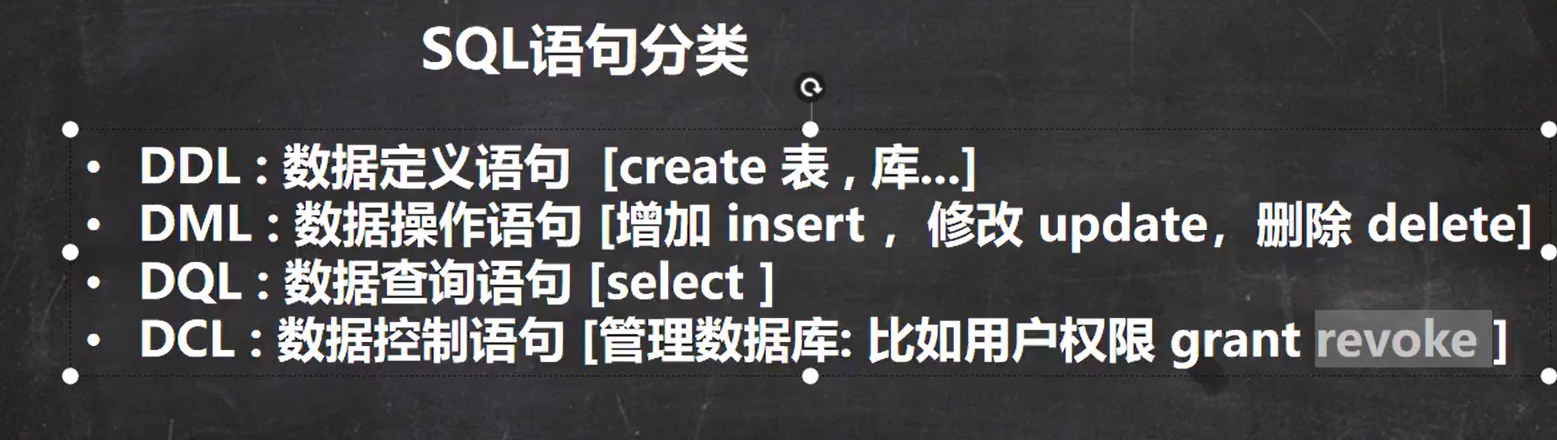 SQL语句分类
• DDL : 数据定义语句 [create 表 , 库...]
• DML : 数据操作语句 [增加 insert ，修改 update，删除 delete]
• DQL : 数据查询语句 [select ]
• DCL : 数据控制语句 [管理数据库: 比如用户权限 grant revoke ]